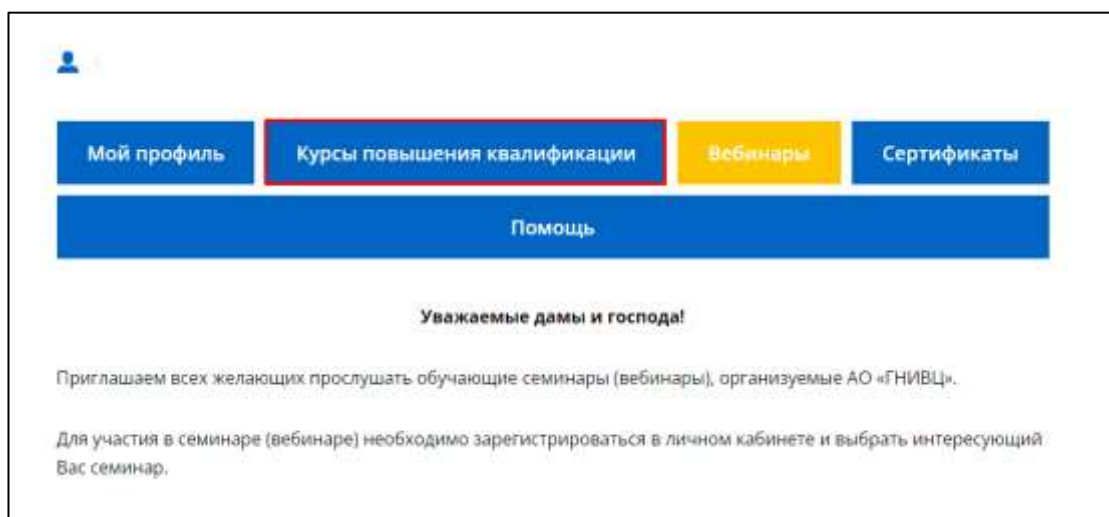 Мой профиль
Курсы повышения квалификации
Вебинары
Сертификаты
Помощь
Уважаемые дамы и господа!
Приглашаем всех желающих прослушать обучающие семинары (вебинары), организуемые АО «ГНИВЦ».
Для участия в семинаре (вебинаре) необходимо зарегистрироваться в личном кабинете и выбрать интересующий
Вас семинар.